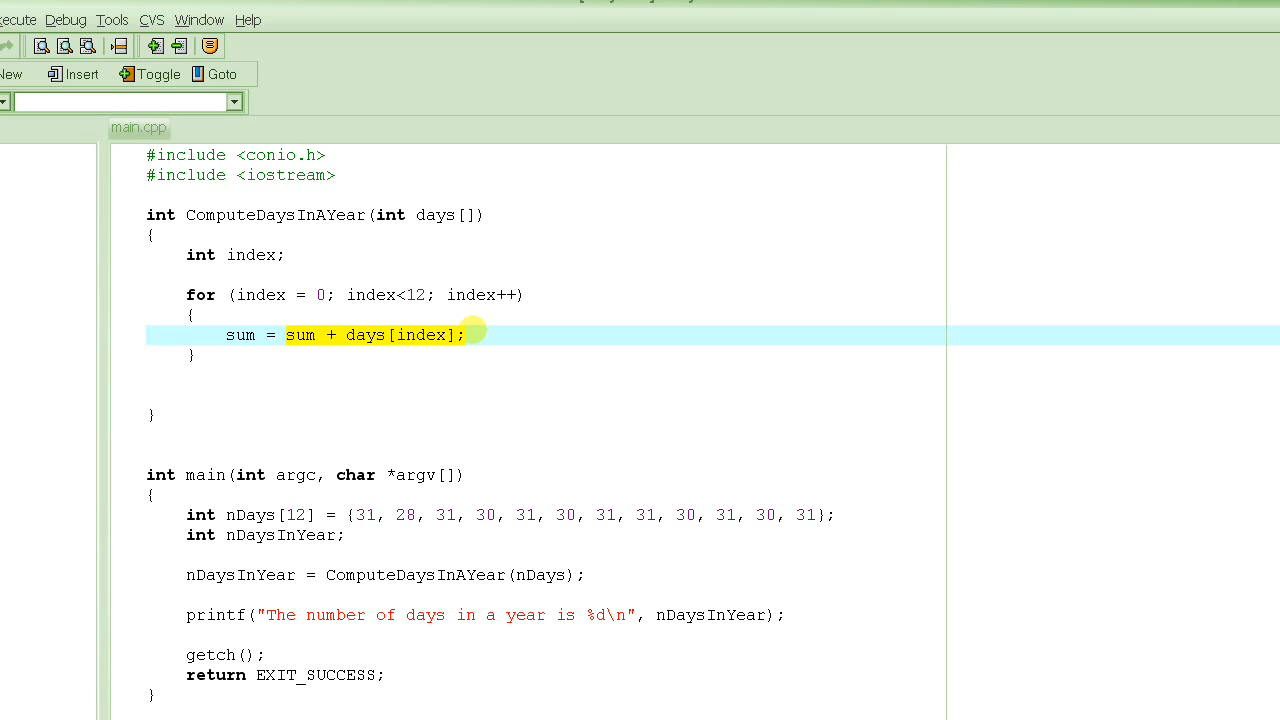 ecute Debug Tools CVS Window Help
New Insert Toggle Goto
main.cpp
#include <conio.h>
#include <iostream>
int ComputeDaysInAYear(int days[])
{
int index;
for (index = 0; index<12; index++)
{
sum = sum + days[index];
}
}
int main(int argc, char *argv[])
{
int nDays[12] = {31, 28, 31, 30, 31, 30, 31, 31, 30, 31, 30, 31};
int nDaysInYear;
nDaysInYear = ComputeDaysInAYear(nDays);
printf("The number of days in a year is %d\n", nDaysInYear);
getch();
return EXIT_SUCCESS;
}